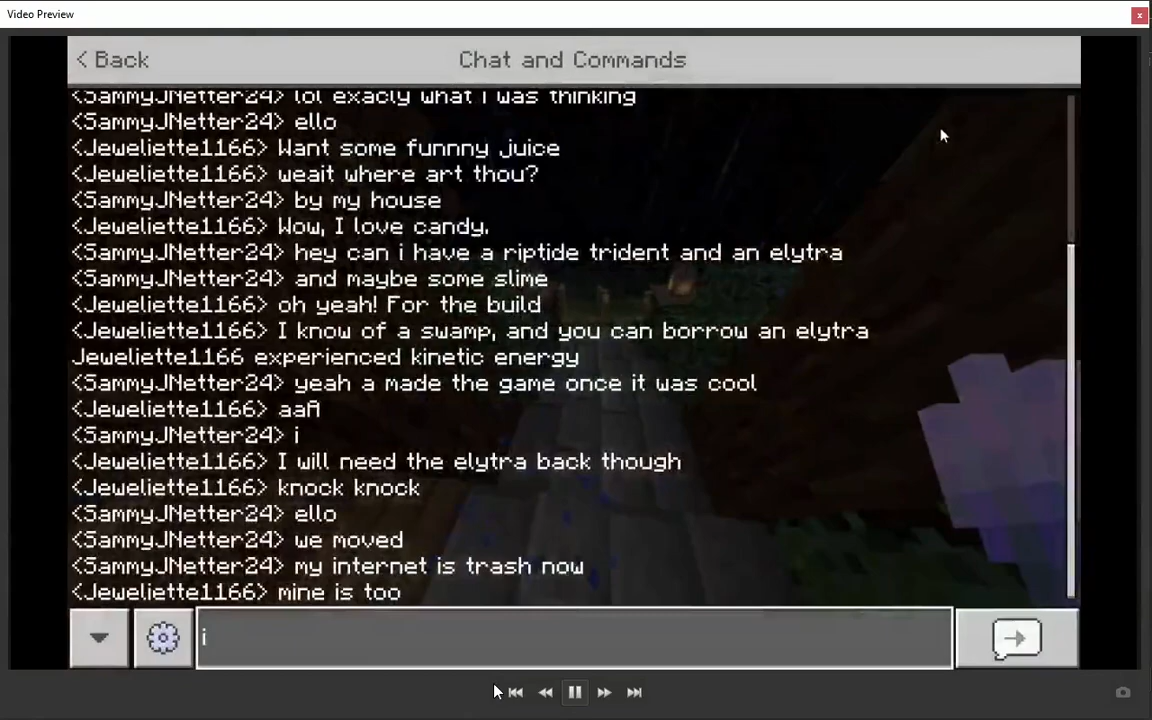 Video Preview
< Back
Chat and Commands
<SammyJNetter24> lol exacly what i was thinking
<SammyJNetter24> ello
<Jeweliette1166> Want some funnny juice
<Jeweliette1166> weait where art thou?
<SammyJNetter24> by my house
<Jeweliette1166> Wow, I love candy.
<SammyJNetter24> hey can i have a riptide trident and an elytra
<SammyJNetter24> and maybe some slime
<Jeweliette1166> oh yeah! For the build
<Jeweliette1166> I know of a swamp, and you can borrow an elytra
Jeweliette1166 experienced kinetic energy
<SammyJNetter24> yeah a made the game once it was cool
<Jeweliette1166> aaA
<SammyJNetter24> i
<Jeweliette1166> I will need the elytra back though
<Jeweliette1166> knock knock
<SammyJNetter24> ello
<SammyJNetter24> we moved
<SammyJNetter24> my internet is trash now
<Jeweliette1166> mine is too
i